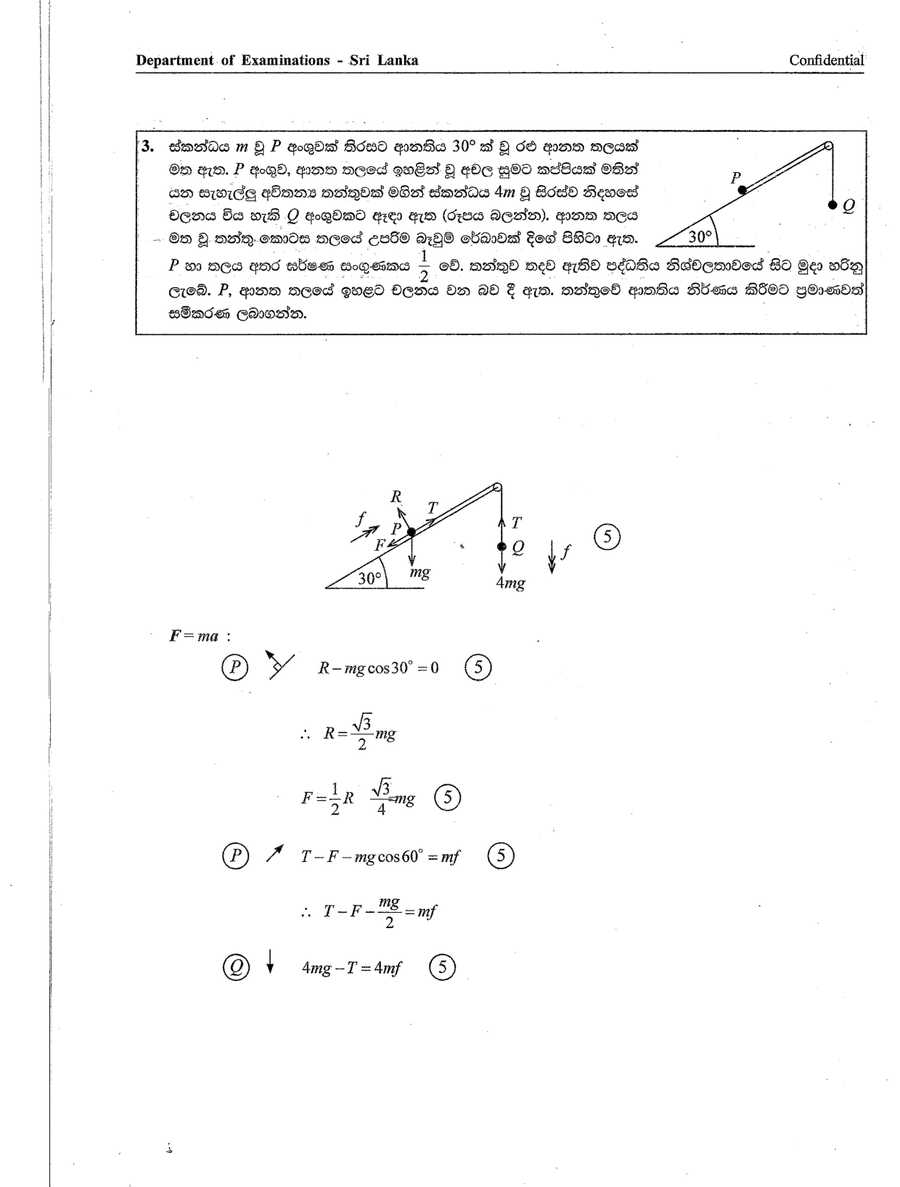 Department of Examinations - Sri Lanka Confidential
3. ස්කන්ධය m වූ P අංශුවක් තිරසට ආනතිය 30° ක් වූ රළු ආනත තලයක්
මත ඇත. P අංශුව, ආනත තලයේ ඉහළින් වූ අචල සුමට කප්පියක් මතින්
යන සැහැල්ලු අවිතන්‍ය තන්තුවක් මගින් ස්කන්ධය 4m වූ සිරස්ව නිදහසේ
චලනය විය හැකි Q අංශුවකට ඈඳා ඇත (රූපය බලන්න). ආනත තලය
මත වූ තන්තු කොටස තලයේ උපරිම බෑවුම් රේඛාවක් දිගේ පිහිටා ඇත.
P හා තලය අතර ඝර්ෂණ සංගුණකය 1/2 වේ. තන්තුව තදව ඇතිව පද්ධතිය නිශ්චලතාවයේ සිට මුදා හරිනු
ලැබේ. P, ආනත තලයේ ඉහළට චලනය වන බව දී ඇත. තන්තුවේ ආතතිය නිර්ණය කිරීමට ප්‍රමාණවත්
සමීකරණ ලබාගන්න.
P
Q
30°
R
T
f
P
F
mg
30°
T
Q
4mg
f
5
F = ma :
P R − mg cos 30° = 0 5
∴ R = √3/2 mg
F = 1/2 R √3/4 = mg 5
P T − F − mg cos 60° = mf 5
∴ T − F − mg/2 = mf
Q 4mg − T = 4mf 5